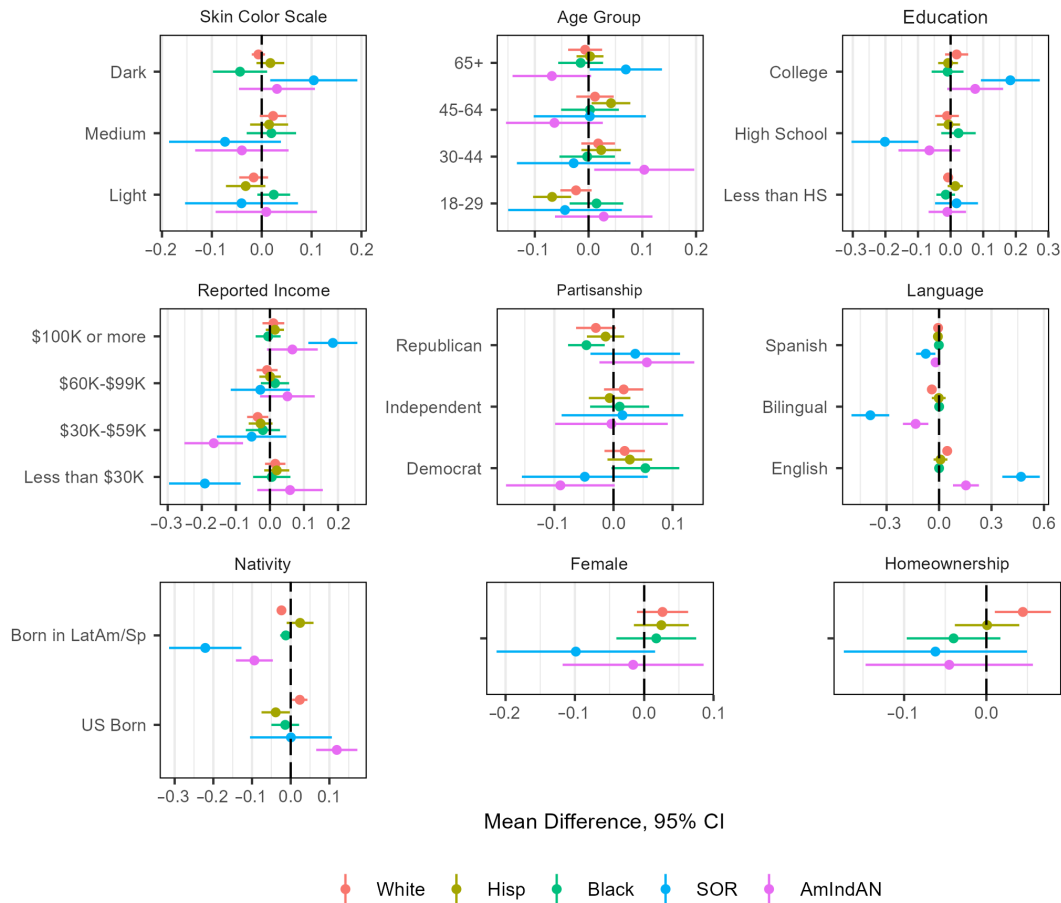 Skin Color Scale
Dark
Medium
Light
−0.2 −0.1 0.0 0.1 0.2
Age Group
65+
45-64
30-44
18-29
−0.1 0.0 0.1
Education
College
High School
Less than HS
−0.3 −0.2 −0.1 0.0 0.1 0.2 0.3
Reported Income
$100K or more
$60K-$99K
$30K-$59K
Less than $30K
−0.3 −0.2 −0.1 0.0 0.1 0.2
Partisanship
Republican
Independent
Democrat
−0.1 0.0 0.1
Language
Spanish
Bilingual
English
−0.3 0.0 0.3 0.6
Nativity
Born in LatAm/Sp
US Born
−0.3 −0.2 −0.1 0.0 0.1
Female
−0.2 −0.1 0.0 0.1
Homeownership
−0.1 0.0
Mean Difference, 95% CI
White Hisp Black SOR AmIndAN